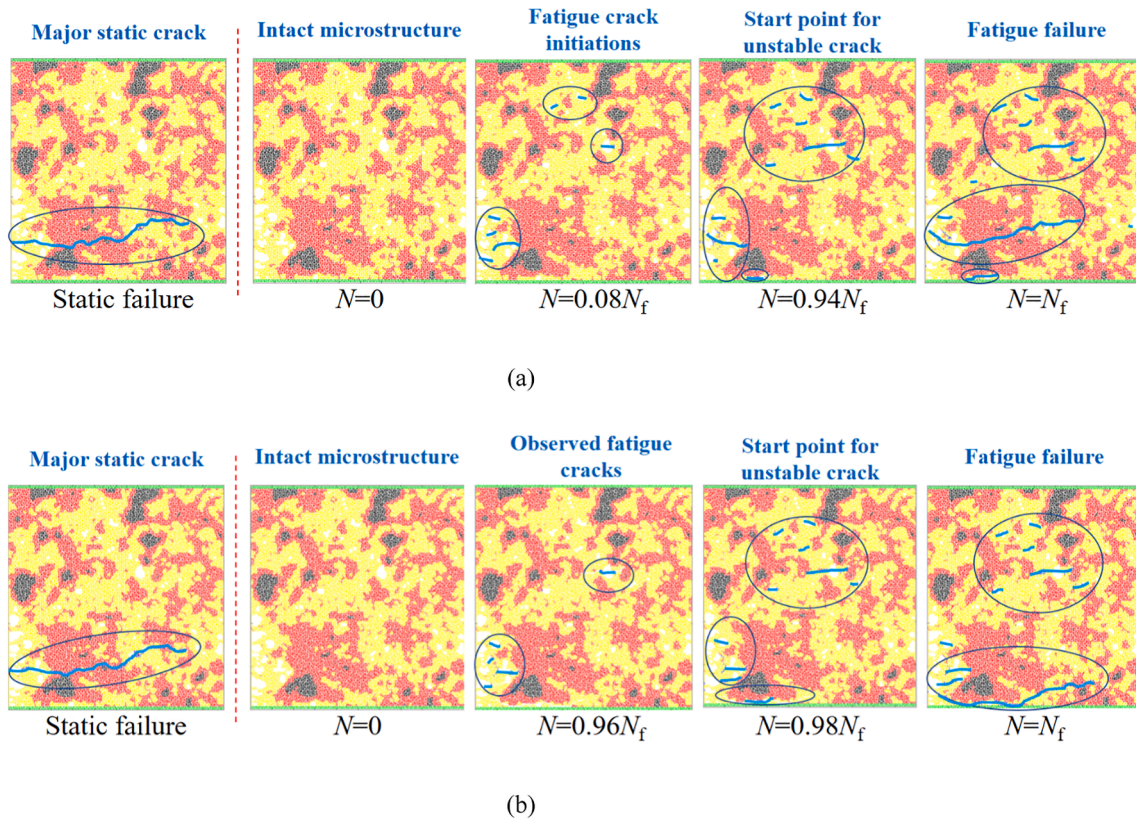 Major static crack
Intact microstructure
Fatigue crack
initiations
Start point for
unstable crack
Fatigue failure
Static failure
N=0
N=0.08Nf
N=0.94Nf
N=Nf
(a)
Major static crack
Intact microstructure
Observed fatigue
cracks
Start point for
unstable crack
Fatigue failure
Static failure
N=0
N=0.96Nf
N=0.98Nf
N=Nf
(b)